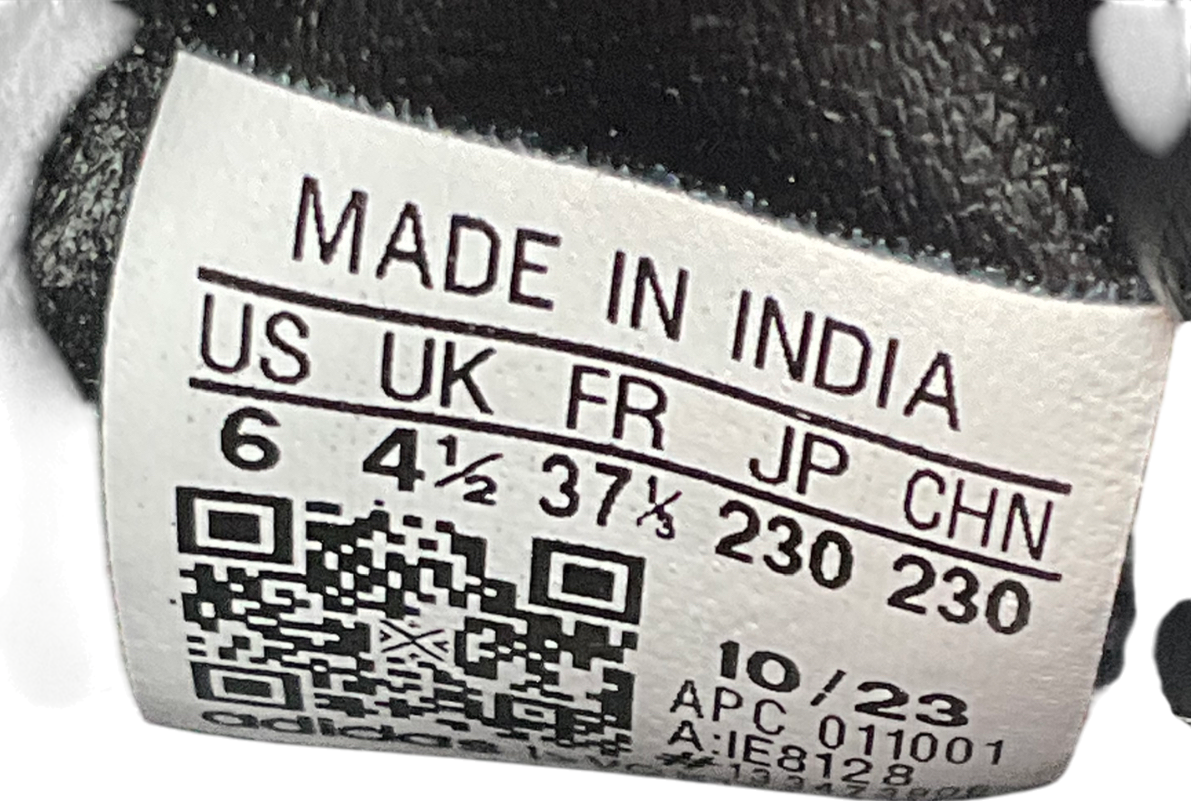 MADE IN INDIA
US UK FR JP CHN
6 4½ 37⅓ 230 230
10/23
APC 011001
A:IE8128
adidas